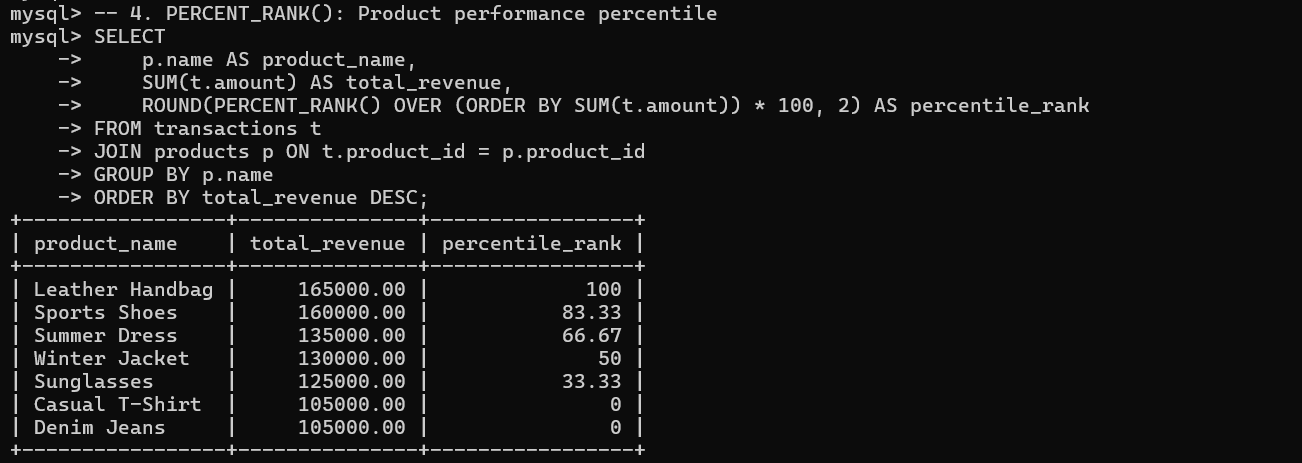 mysql> -- 4. PERCENT_RANK(): Product performance percentile
mysql> SELECT
    ->     p.name AS product_name,
    ->     SUM(t.amount) AS total_revenue,
    ->     ROUND(PERCENT_RANK() OVER (ORDER BY SUM(t.amount)) * 100, 2) AS percentile_rank
    -> FROM transactions t
    -> JOIN products p ON t.product_id = p.product_id
    -> GROUP BY p.name
    -> ORDER BY total_revenue DESC;
+-----------------+---------------+-----------------+
| product_name    | total_revenue | percentile_rank |
+-----------------+---------------+-----------------+
| Leather Handbag |     165000.00 |             100 |
| Sports Shoes    |     160000.00 |           83.33 |
| Summer Dress    |     135000.00 |           66.67 |
| Winter Jacket   |     130000.00 |              50 |
| Sunglasses      |     125000.00 |           33.33 |
| Casual T-Shirt  |     105000.00 |               0 |
| Denim Jeans     |     105000.00 |               0 |
+-----------------+---------------+-----------------+